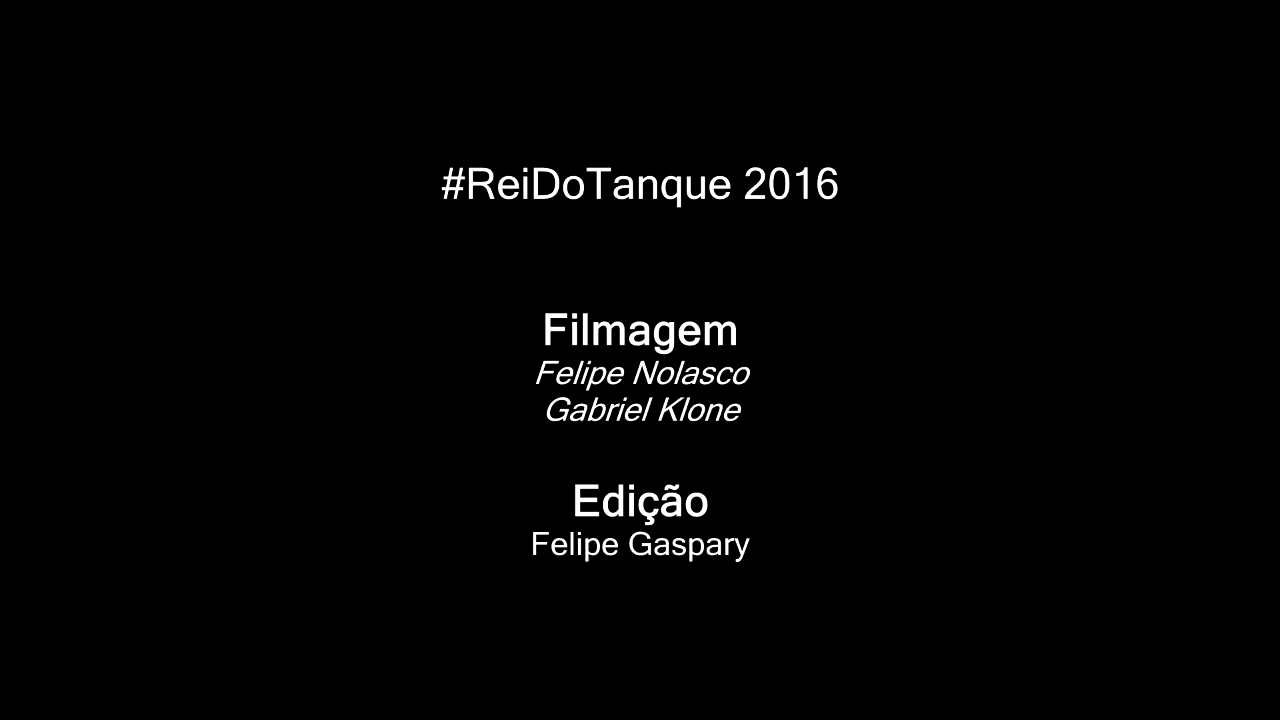 #ReiDoTanque 2016
Filmagem
Felipe Nolasco
Gabriel Klone
Edição
Felipe Gaspary